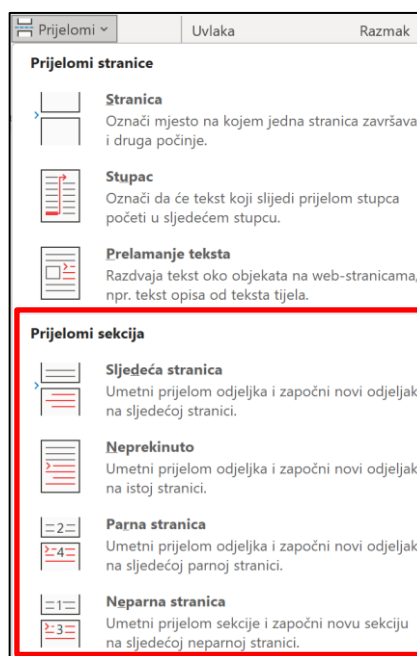 Prijelomi
Uvlaka
Razmak
Prijelomi stranice
Stranica
Označi mjesto na kojem jedna stranica završava
i druga počinje.
Stupac
Označi da će tekst koji slijedi prijelom stupca
početi u sljedećem stupcu.
Prelamanje teksta
Razdvaja tekst oko objekata na web-stranicama,
npr. tekst opisa od teksta tijela.
Prijelomi sekcija
Sljedeća stranica
Umetni prijelom odjeljka i započni novi odjeljak
na sljedećoj stranici.
Neprekinuto
Umetni prijelom odjeljka i započni novi odjeljak
na istoj stranici.
=2=
Parna stranica
4
Umetni prijelom odjeljka i započni novi odjeljak
na sljedećoj parnoj stranici.
=1=
Neparna stranica
3
Umetni prijelom sekcije i započni novu sekciju
na sljedećoj neparnoj stranici.